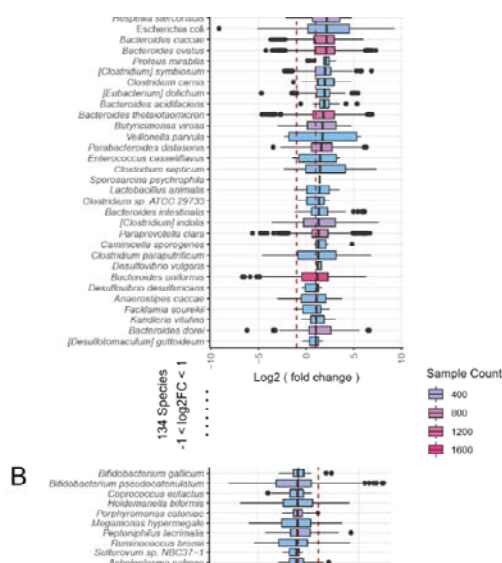 Hespellia stercorisuis
Escherichia coli
Bacteroides caccae
Bacteroides ovatus
Proteus mirabilis
[Clostridium] symbiosum
Clostridium carnis
[Eubacterium] dolichum
Bacteroides acidifaciens
Bacteroides thetaiotaomicron
Butyricimonas virosa
Veillonella parvula
Parabacteroides distasonis
Enterococcus casseliflavus
Clostridium septicum
Sporosarcina psychrophila
Lactobacillus animalis
Clostridium sp. ATCC 29733
Bacteroides intestinalis
[Clostridium] indolis
Paraprevotella clara
Caminicella sporogenes
Clostridium paraputrificum
Desulfovibrio vulgaris
Bacteroides uniformis
Desulfovibrio desulfuricans
Anaerostipes caccae
Facklamia sourekii
Kandleria vitulina
Bacteroides dorei
[Desulfotomaculum] guttoideum
-10 -5 0 5 10
Log2 ( fold change )
134 Species
-1 < log2FC < 1
Sample Count
400
800
1200
1600
B
Bifidobacterium gallicum
Bifidobacterium pseudocatenulatum
Coprococcus eutactus
Holdemanella biformis
Porphyromonas catoniae
Megamonas hypermegale
Peptoniphilus lacrimalis
Ruminococcus bromii
Sulfurovum sp. NBC37-1